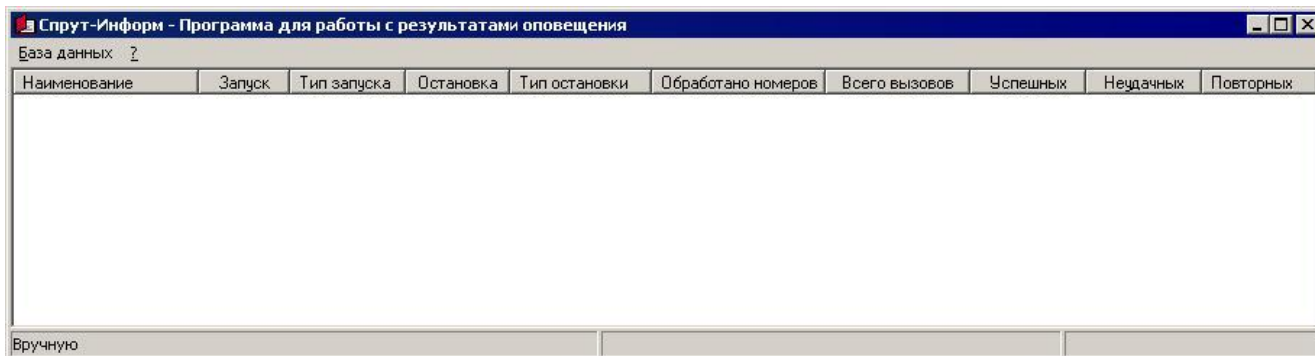 Спрут-Информ - Программа для работы с результатами оповещения
База данных ?
Наименование Запуск Тип запуска Остановка Тип остановки Обработано номеров Всего вызовов Успешных Неудачных Повторных
Вручную